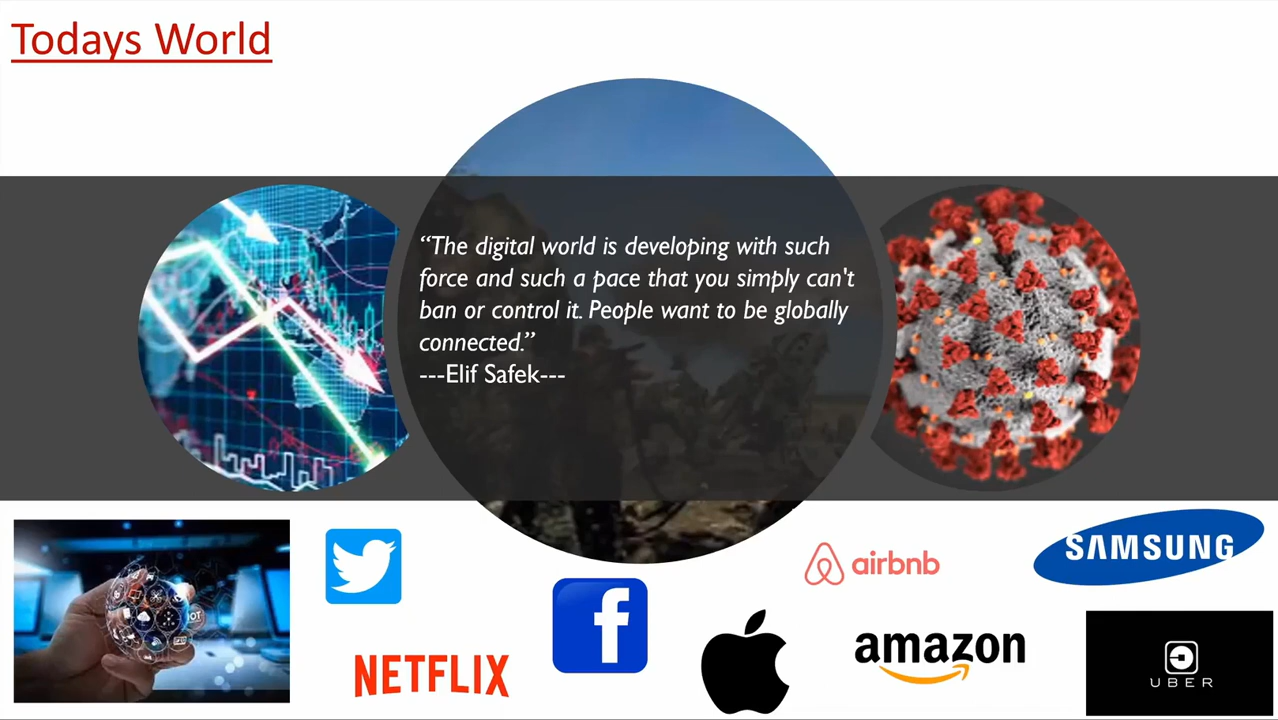 Todays World
“The digital world is developing with such
force and such a pace that you simply can't
ban or control it. People want to be globally
connected.”
---Elif Safek---
airbnb
SAMSUNG
NETFLIX
amazon
UBER
IOT